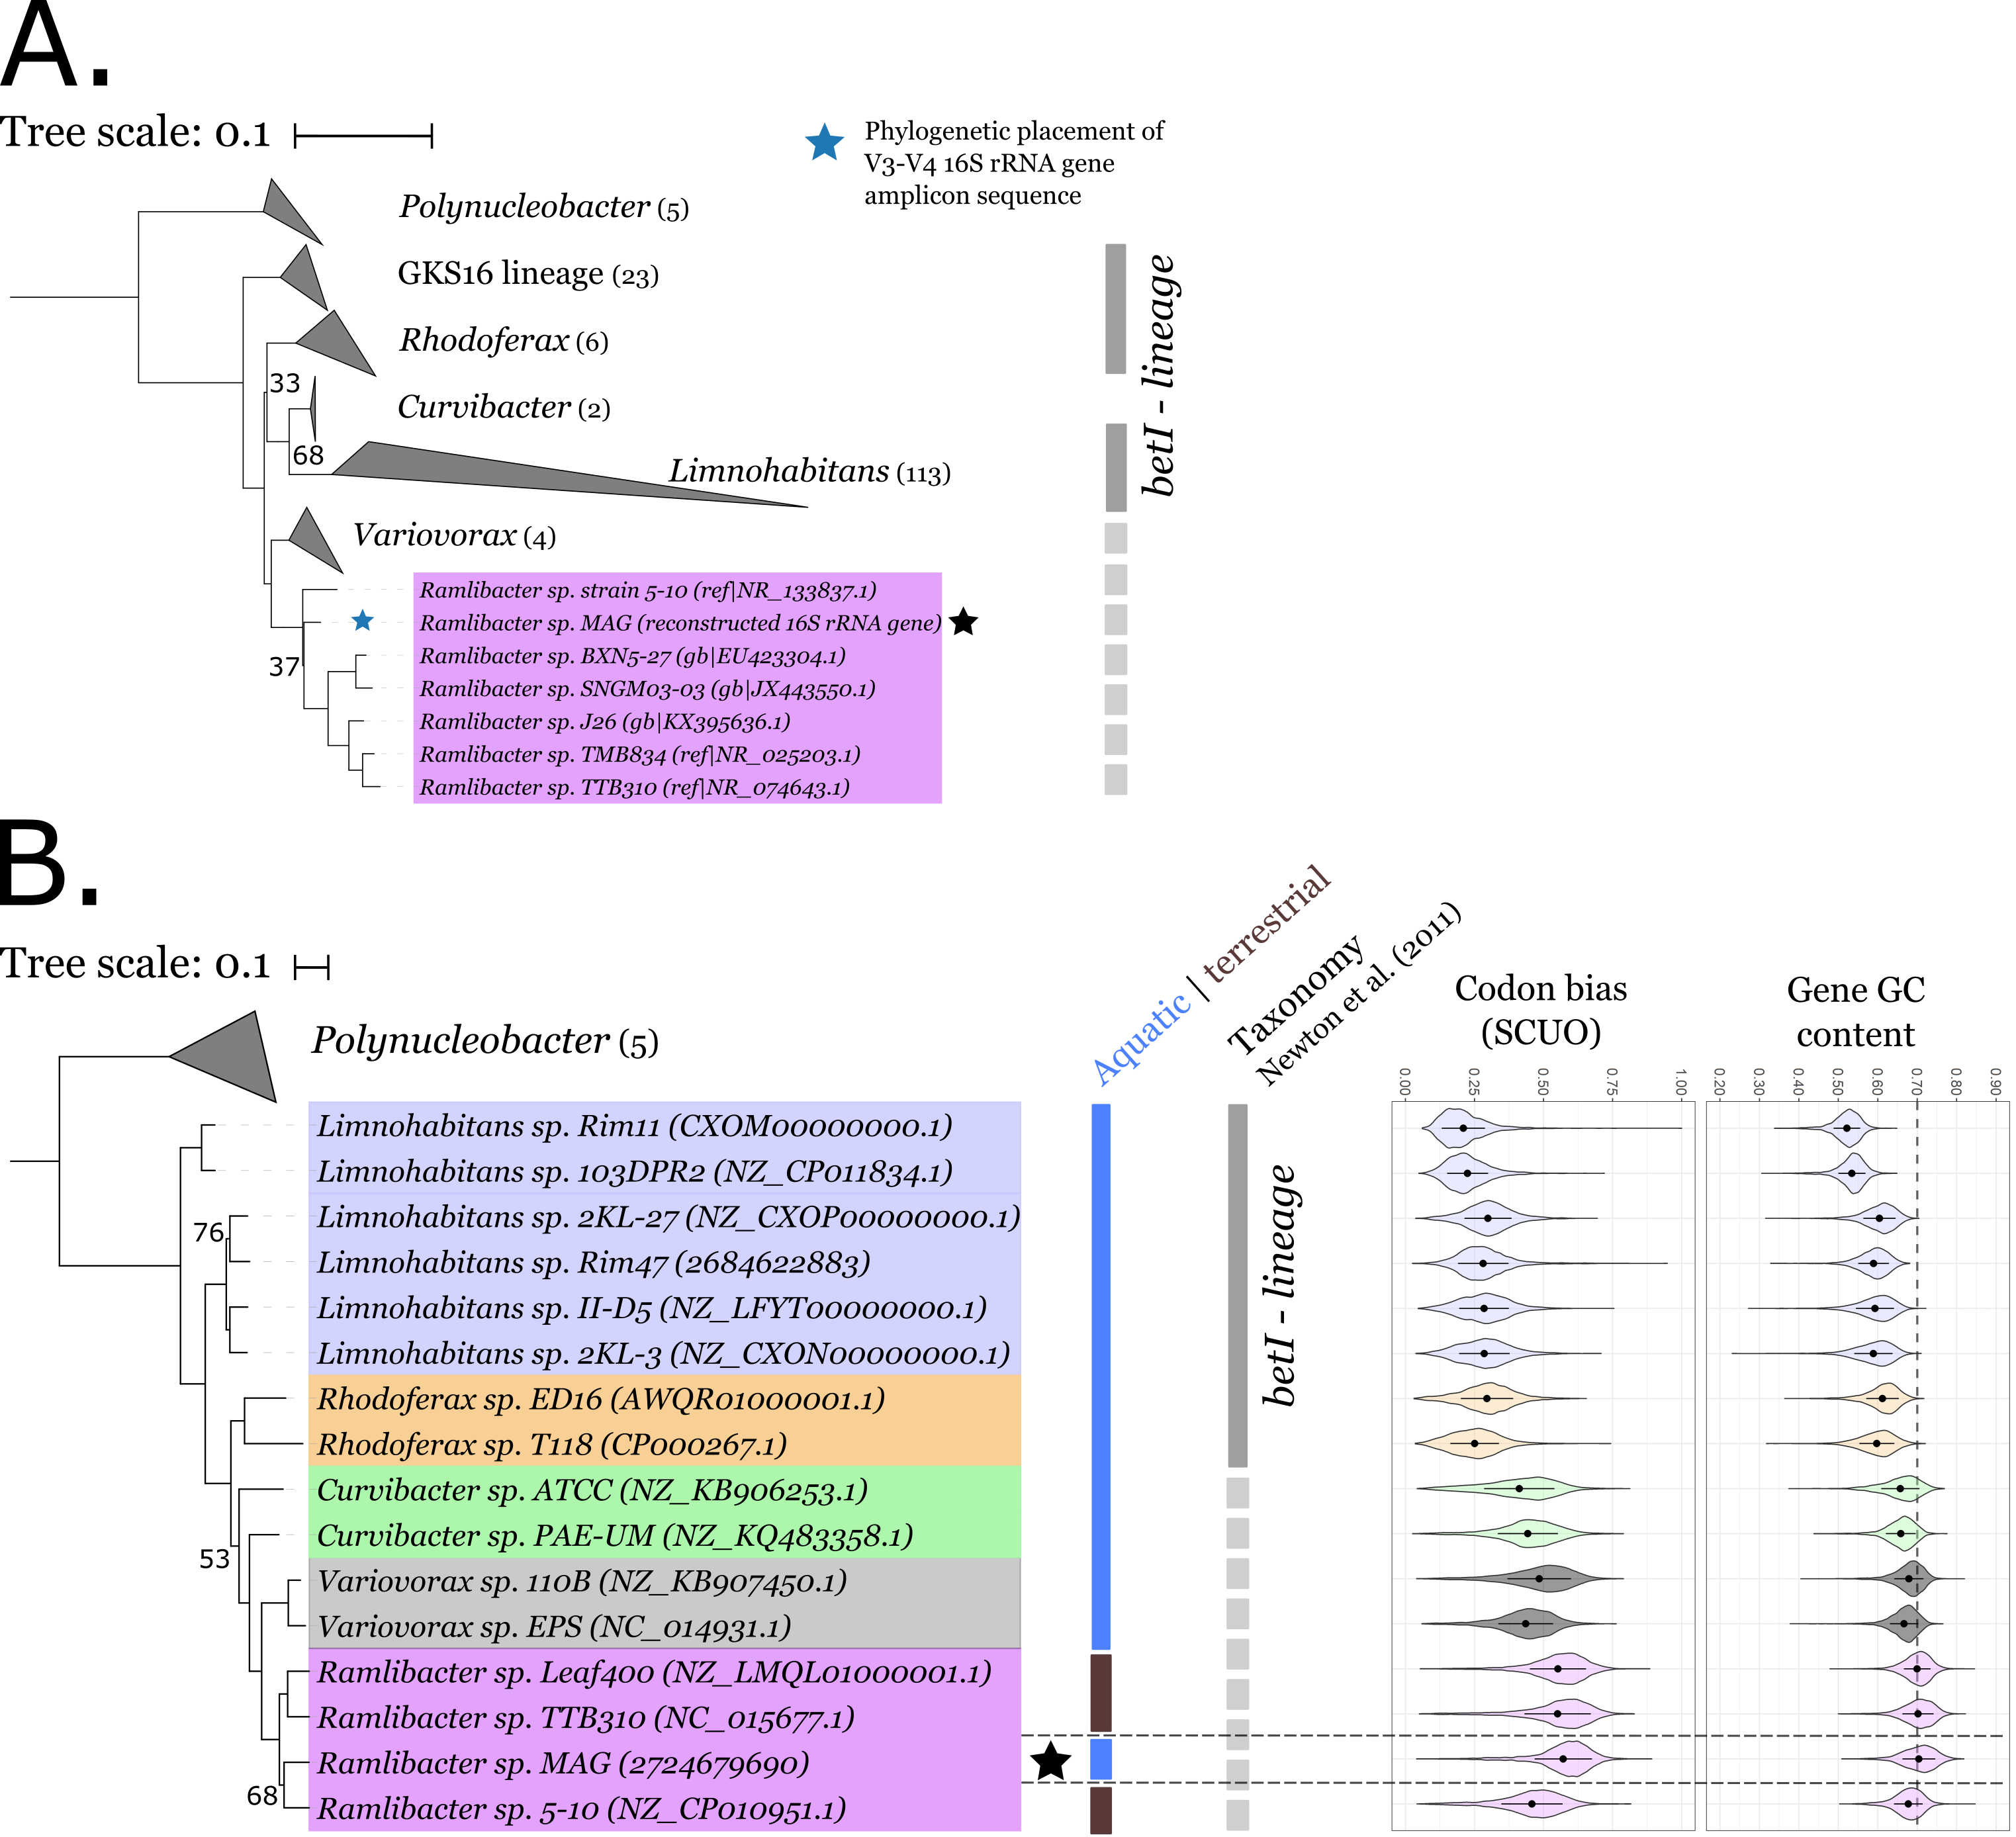 A.
Tree scale: 0.1
Phylogenetic placement of
V3-V4 16S rRNA gene
amplicon sequence
Polynucleobacter (5)
GKS16 lineage (23)
Rhodoferax (6)
33
Curvibacter (2)
68
Limnohabitans (113)
betI - lineage
Variovorax (4)
Ramlibacter sp. strain 5-10 (ref|NR_133837.1)
Ramlibacter sp. MAG (reconstructed 16S rRNA gene)
Ramlibacter sp. BXN5-27 (gb|EU423304.1)
37
Ramlibacter sp. SNGM03-03 (gb|JX443550.1)
Ramlibacter sp. J26 (gb|KX395636.1)
Ramlibacter sp. TMB834 (ref|NR_025203.1)
Ramlibacter sp. TTB310 (ref|NR_074643.1)
B.
Tree scale: 0.1
Aquatic | terrestrial
Taxonomy
Newton et al. (2011)
Codon bias
(SCUO)
Gene GC
content
0.00 0.25 0.50 0.75 1.00
0.20 0.30 0.40 0.50 0.60 0.70 0.80 0.90
Polynucleobacter (5)
Limnohabitans sp. Rim11 (CXOM00000000.1)
Limnohabitans sp. 103DPR2 (NZ_CP011834.1)
Limnohabitans sp. 2KL-27 (NZ_CXOP00000000.1)
76
Limnohabitans sp. Rim47 (2684622883)
Limnohabitans sp. II-D5 (NZ_LFYT00000000.1)
Limnohabitans sp. 2KL-3 (NZ_CXON00000000.1)
betI - lineage
Rhodoferax sp. ED16 (AWQR01000001.1)
Rhodoferax sp. T118 (CP000267.1)
Curvibacter sp. ATCC (NZ_KB906253.1)
Curvibacter sp. PAE-UM (NZ_KQ483358.1)
53
Variovorax sp. 110B (NZ_KB907450.1)
Variovorax sp. EPS (NC_014931.1)
Ramlibacter sp. Leaf400 (NZ_LMQL01000001.1)
Ramlibacter sp. TTB310 (NC_015677.1)
Ramlibacter sp. MAG (2724679690)
68
Ramlibacter sp. 5-10 (NZ_CP010951.1)